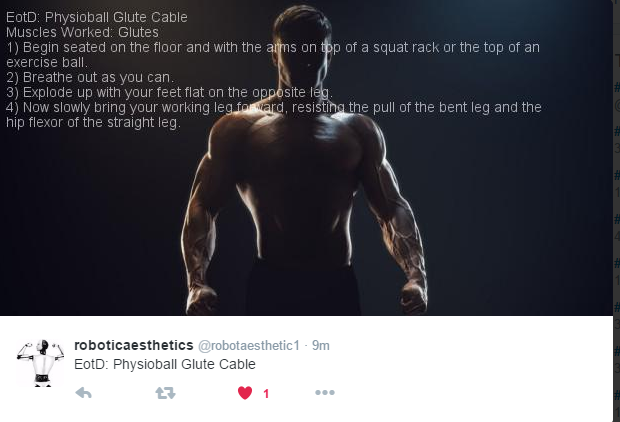 EotD: Physioball Glute Cable
Muscles Worked: Glutes
1) Begin seated on the floor and with the arms on top of a squat rack or the top of an
exercise ball.
2) Breathe out as you can.
3) Explode up with your feet flat on the opposite leg.
4) Now slowly bring your working leg forward, resisting the pull of the bent leg and the
hip flexor of the straight leg.
roboticaesthetics @robotaesthetic1 · 9m
EotD: Physioball Glute Cable
1